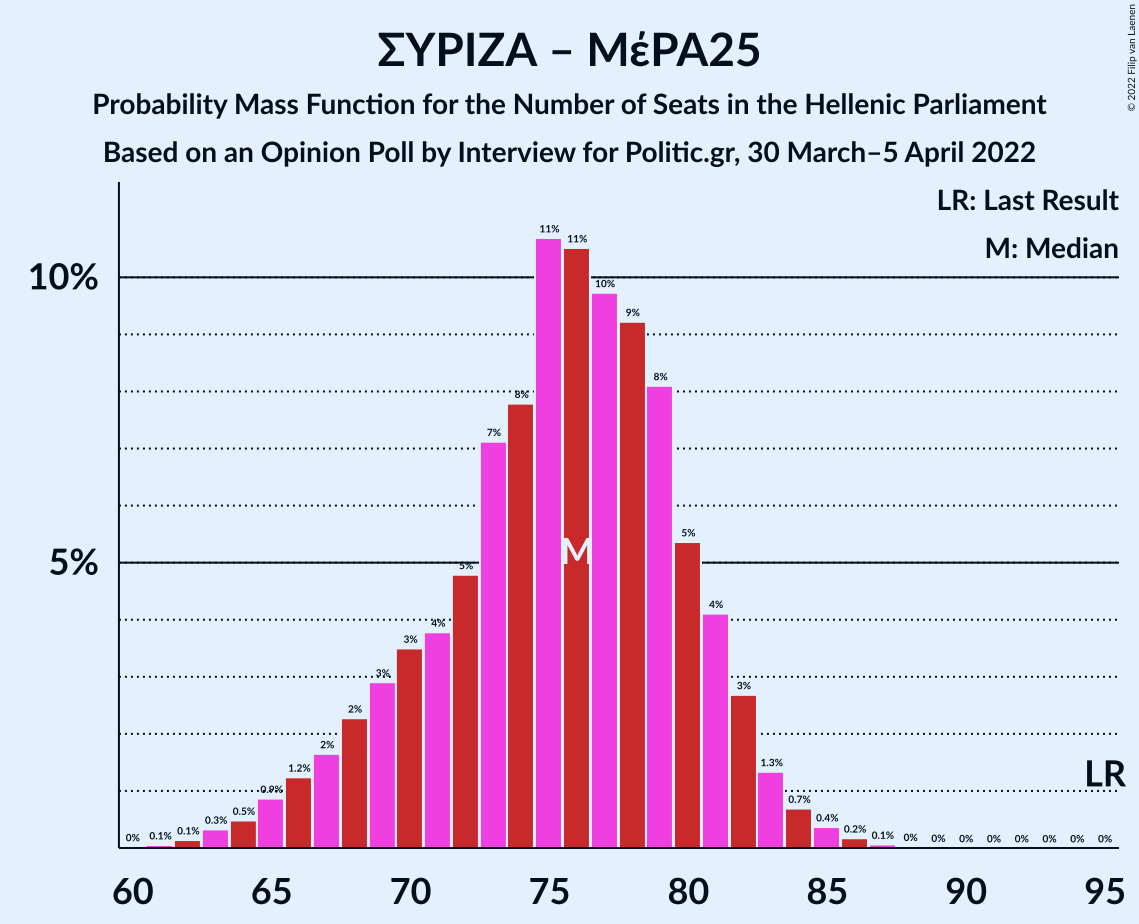 ΣΥΡΙΖΑ – ΜέΡΑ25
Probability Mass Function for the Number of Seats in the Hellenic Parliament
Based on an Opinion Poll by Interview for Politic.gr, 30 March–5 April 2022
© 2022 Filip van Laenen
LR: Last Result
M: Median
10%
5%
0% 0.1% 0.1% 0.3% 0.5% 0.9% 1.2% 2% 2% 3% 3% 4% 5% 7% 8% 11% 11% 10% 9% 8% 5% 4% 3% 1.3% 0.7% 0.4% 0.2% 0.1% 0% 0% 0% 0% 0% 0% 0% 0%
M
LR
60 65 70 75 80 85 90 95